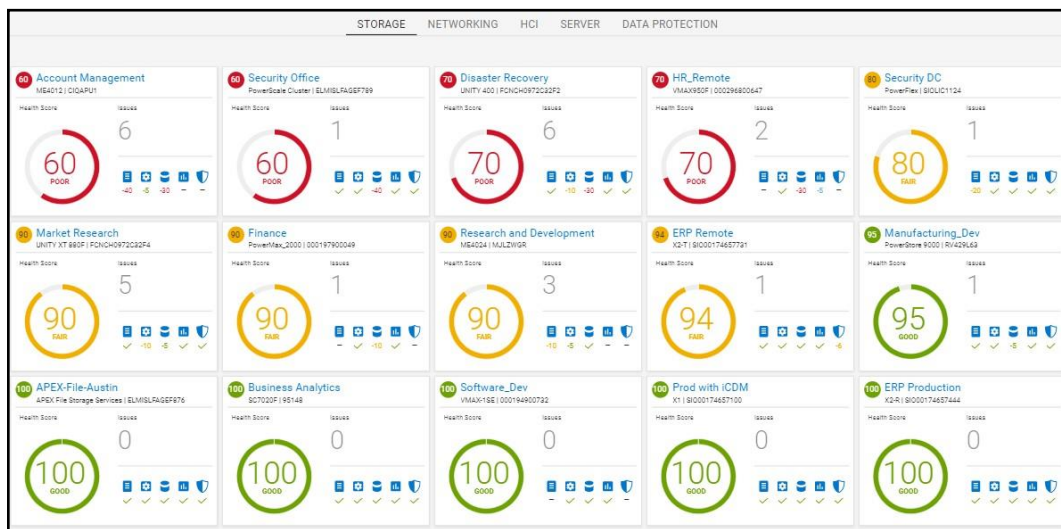 STORAGE NETWORKING HCI SERVER DATA PROTECTION
60 Account Management
ME4012 | CIQAPU1
Health Score Issues
6
60
POOR
-40 -5 -30 – –
60 Security Office
PowerScale Cluster | ELMISLFAGEF789
Health Score Issues
1
60
POOR
-40
70 Disaster Recovery
UNITY 400 | FCNCH0972C32F2
Health Score Issues
6
70
POOR
-10 -30
70 HR_Remote
VMAX950F | 000296800647
Health Score Issues
2
70
POOR
– -30 -5 –
80 Security DC
PowerFlex | SIOLIC1124
Health Score Issues
1
80
FAIR
-20
90 Market Research
UNITY XT 880F | FCNCH0972C32F4
Health Score Issues
5
90
FAIR
-10 -5
90 Finance
PowerMax_2000 | 000197900049
Health Score Issues
1
90
FAIR
– -10 –
90 Research and Development
ME4024 | MJLZWGR
Health Score Issues
3
90
FAIR
-10 -5 – –
94 ERP Remote
X2-T | SIO00174657731
Health Score Issues
1
94
FAIR
-6
95 Manufacturing_Dev
PowerStore 9000 | RV429L63
Health Score Issues
1
95
GOOD
-5
100 APEX-File-Austin
APEX File Storage Services | ELMISLFAGEF876
Health Score Issues
0
100
GOOD
100 Business Analytics
SC7020F | 95148
Health Score Issues
0
100
GOOD
100 Software_Dev
VMAX-1SE | 000194900732
Health Score Issues
0
100
GOOD
– –
100 Prod with iCDM
X1 | SIO00174657100
Health Score Issues
0
100
GOOD
100 ERP Production
X2-R | SIO00174657444
Health Score Issues
0
100
GOOD